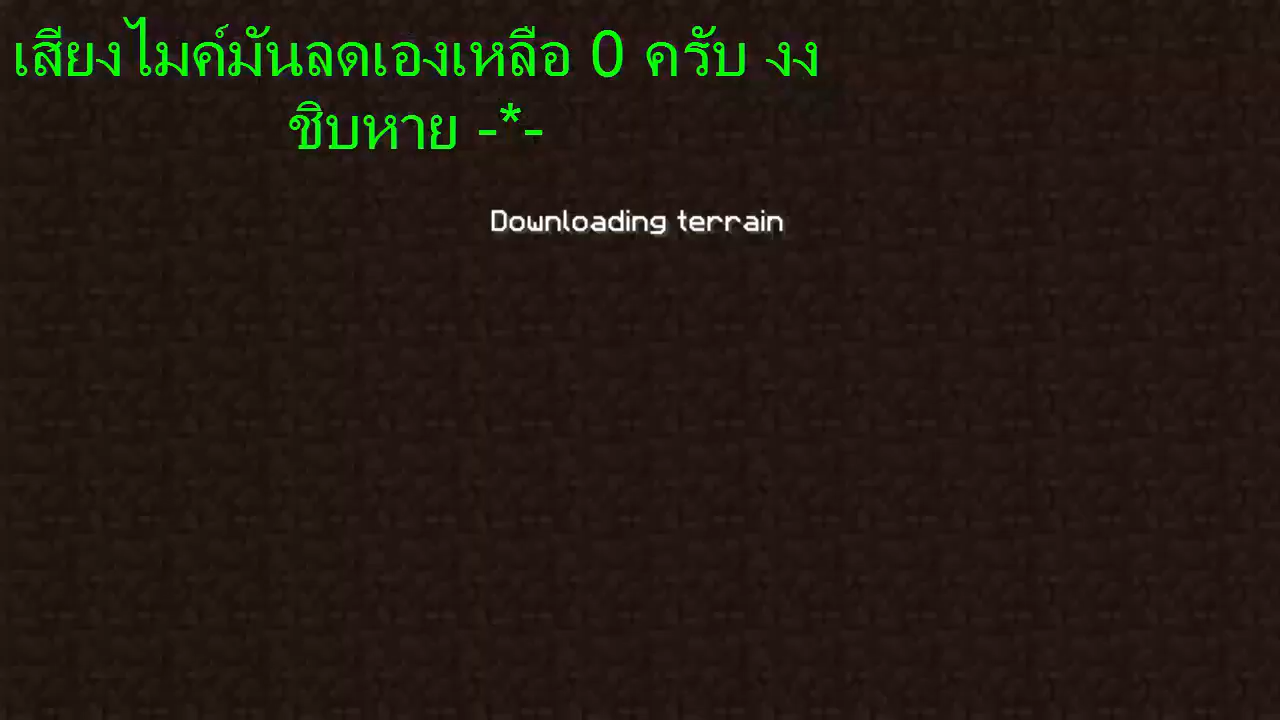 เสียงไมค์มันลดเองเหลือ 0 ครับ งง
ชิบหาย -*-
Downloading terrain